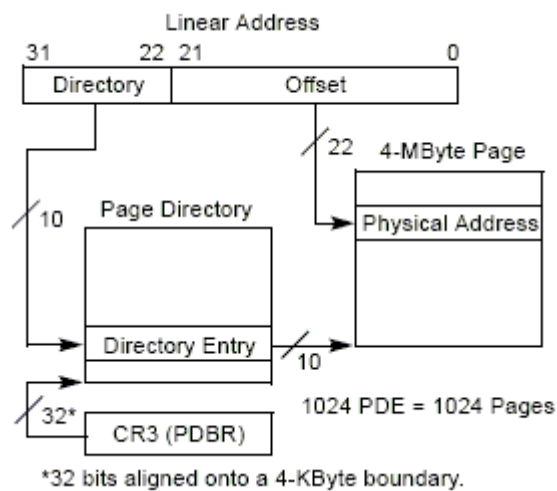 Linear Address
31 22 21 0
Directory Offset
22
4-MByte Page
10
Page Directory
Physical Address
Directory Entry
10
32*
CR3 (PDBR)
1024 PDE = 1024 Pages
*32 bits aligned onto a 4-KByte boundary.